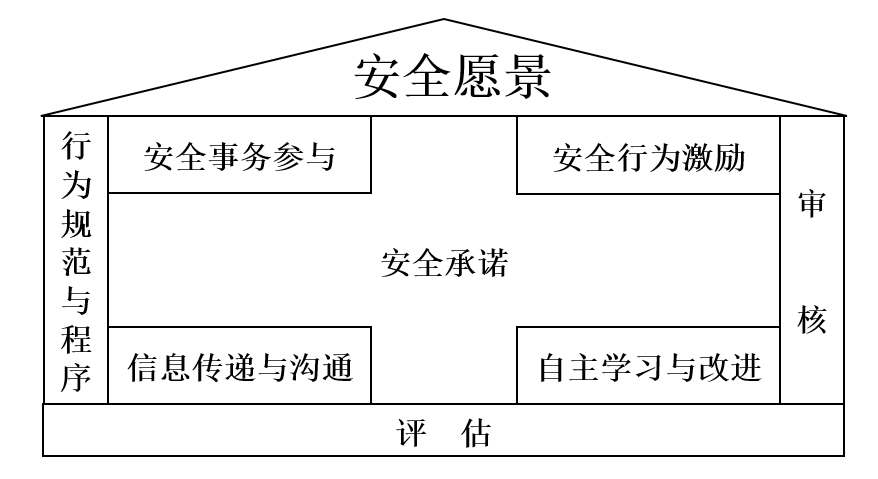 安全愿景
行为规范与程序
安全事务参与
安全行为激励
安全承诺
信息传递与沟通
自主学习与改进
审核
评 估